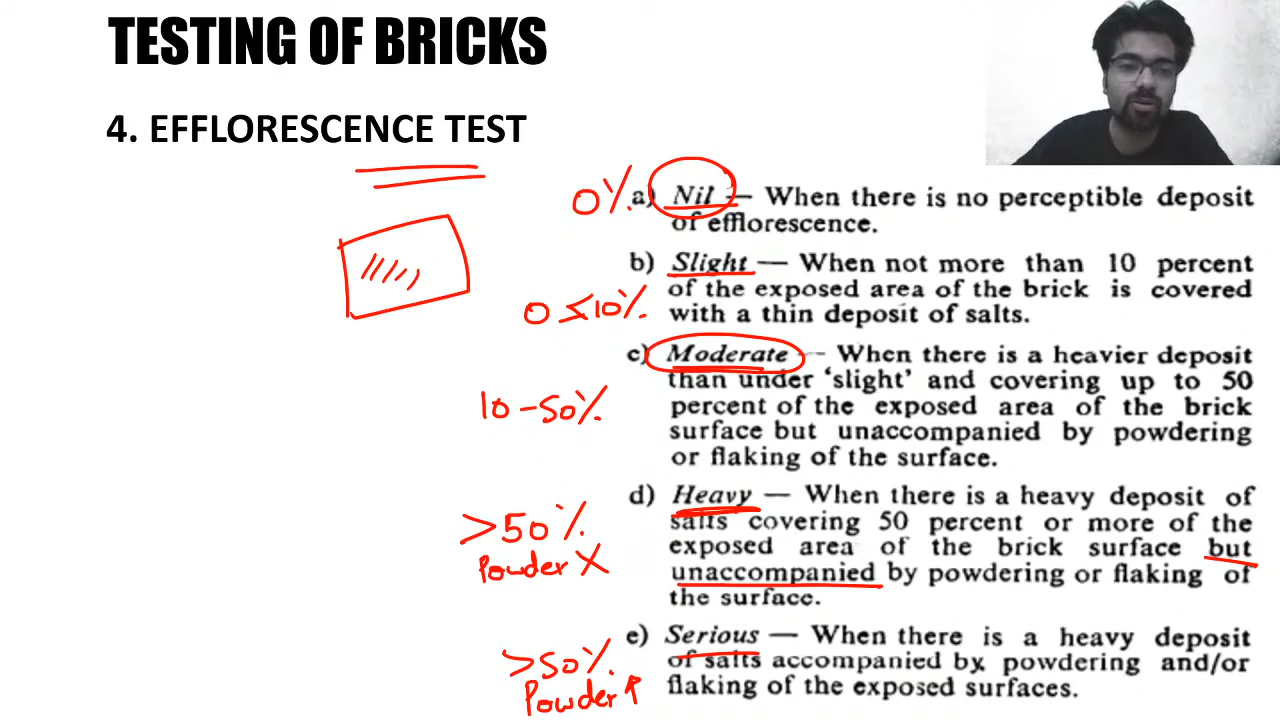 TESTING OF BRICKS
4. EFFLORESCENCE TEST
0%
a) Nil — When there is no perceptible deposit
of efflorescence.
b) Slight — When not more than 10 percent
of the exposed area of the brick is covered
with a thin deposit of salts.
0 ≤10%
c) Moderate — When there is a heavier deposit
than under 'slight' and covering up to 50
percent of the exposed area of the brick
surface but unaccompanied by powdering
or flaking of the surface.
10-50%
d) Heavy — When there is a heavy deposit of
salts covering 50 percent or more of the
exposed area of the brick surface but
unaccompanied by powdering or flaking of
the surface.
>50%
Powder X
e) Serious — When there is a heavy deposit
of salts accompanied by powdering and/or
flaking of the exposed surfaces.
>50%
Powder ↑